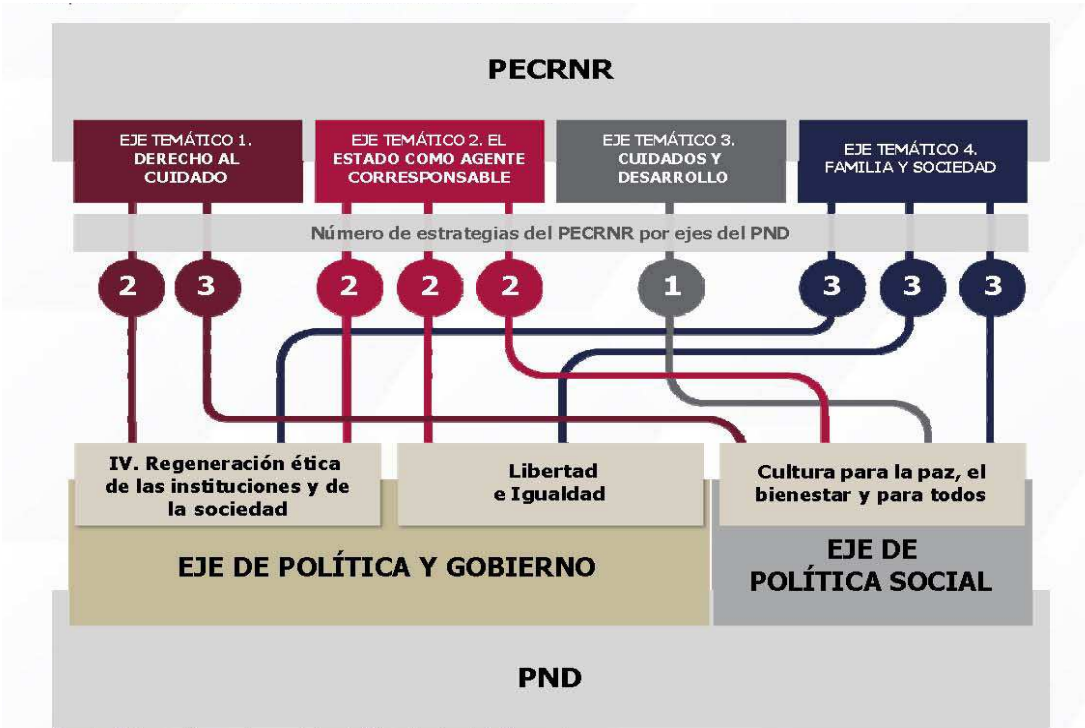 PECRNR
EJE TEMÁTICO 1.
DERECHO AL
CUIDADO
EJE TEMÁTICO 2. EL
ESTADO COMO AGENTE
CORRESPONSABLE
EJE TEMÁTICO 3.
CUIDADOS Y
DESARROLLO
EJE TEMÁTICO 4.
FAMILIA Y SOCIEDAD
Número de estrategias del PECRNR por ejes del PND
2 3 2 2 2 1 3 3 3
IV. Regeneración ética
de las instituciones y de
la sociedad
Libertad
e Igualdad
Cultura para la paz, el
bienestar y para todos
EJE DE POLÍTICA Y GOBIERNO
EJE DE
POLÍTICA SOCIAL
PND